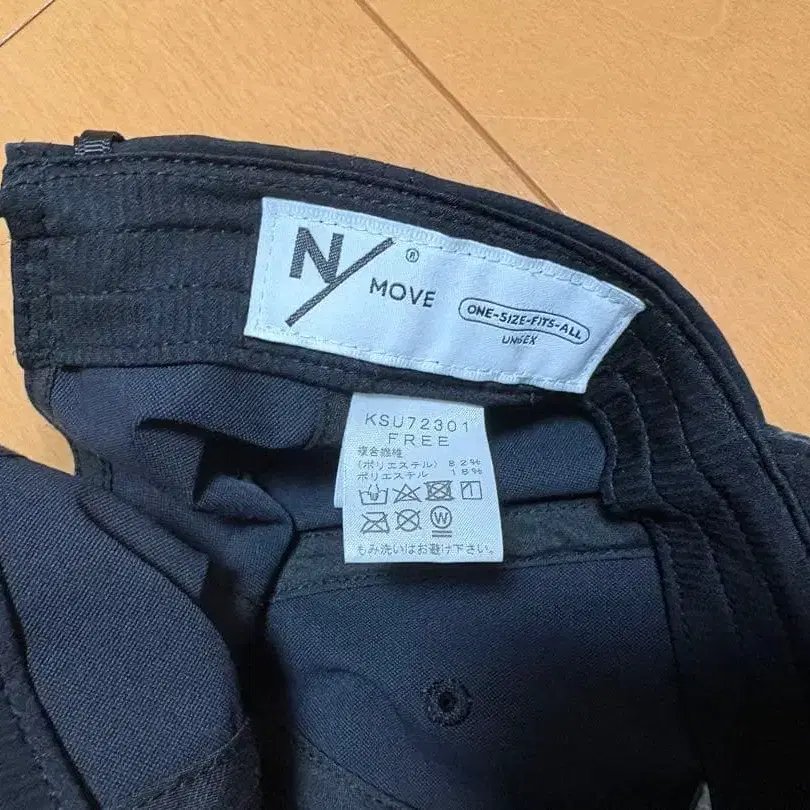 N/ ®
MOVE
ONE-SIZE-FITS-ALL
UNISEX
KSU72301
FREE
複合繊維
(ポリエステル) 82%
ポリエステル 18%
W
もみ洗いはお避け下さい。